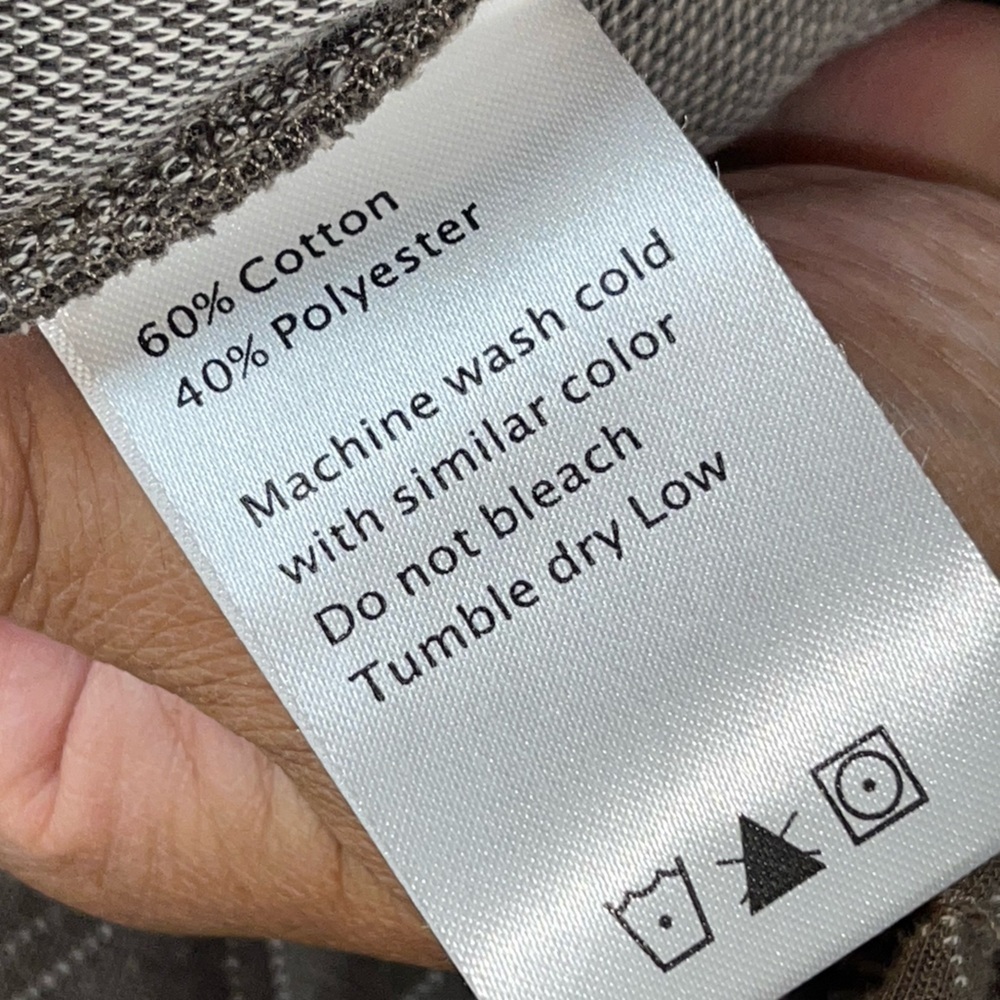 60% Cotton
40% Polyester
Machine wash cold
with similar color
Do not bleach
Tumble dry Low